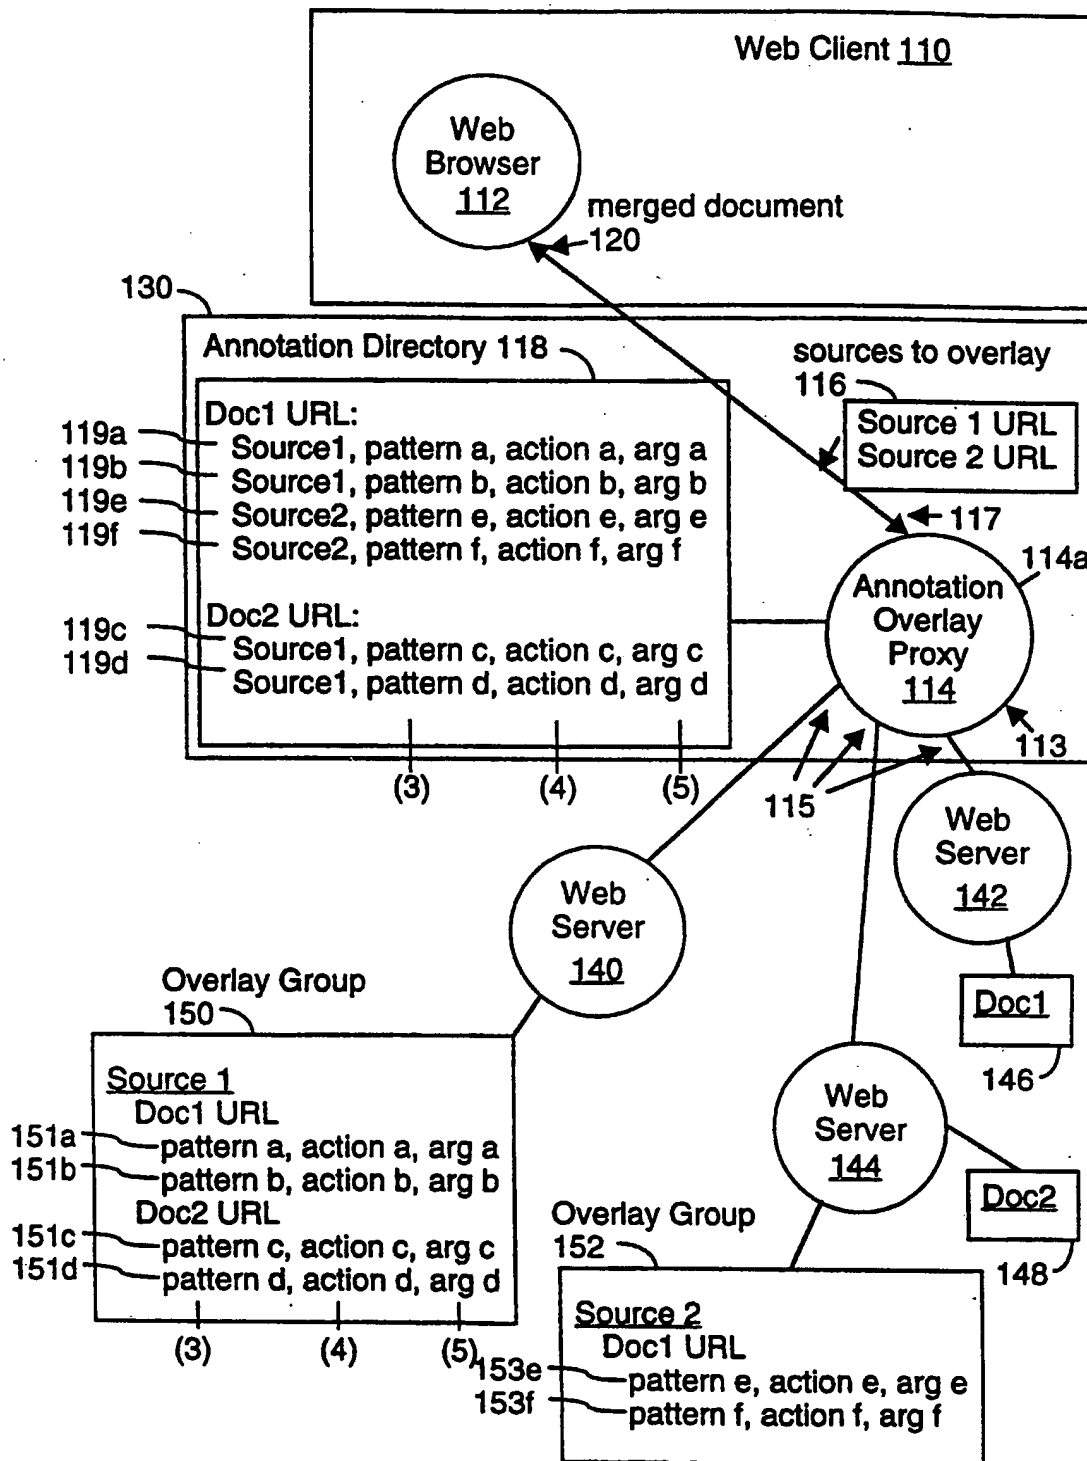 Web Client 110
Web
Browser
112
merged document
120
130
Annotation Directory 118
sources to overlay
116
Source 1 URL
Source 2 URL
Doc1 URL:
119a
Source1, pattern a, action a, arg a
119b
Source1, pattern b, action b, arg b
119e
Source2, pattern e, action e, arg e
119f
Source2, pattern f, action f, arg f
117
114a
Annotation
Overlay
Proxy
114
Doc2 URL:
119c
Source1, pattern c, action c, arg c
119d
Source1, pattern d, action d, arg d
113
(3)
(4)
(5)
115
Web
Server
142
Web
Server
140
Doc1
146
Overlay Group
150
Source 1
Doc1 URL
151a
pattern a, action a, arg a
151b
pattern b, action b, arg b
Doc2 URL
151c
pattern c, action c, arg c
151d
pattern d, action d, arg d
(3)
(4)
(5)
Web
Server
144
Doc2
148
Overlay Group
152
Source 2
Doc1 URL
153e
pattern e, action e, arg e
153f
pattern f, action f, arg f